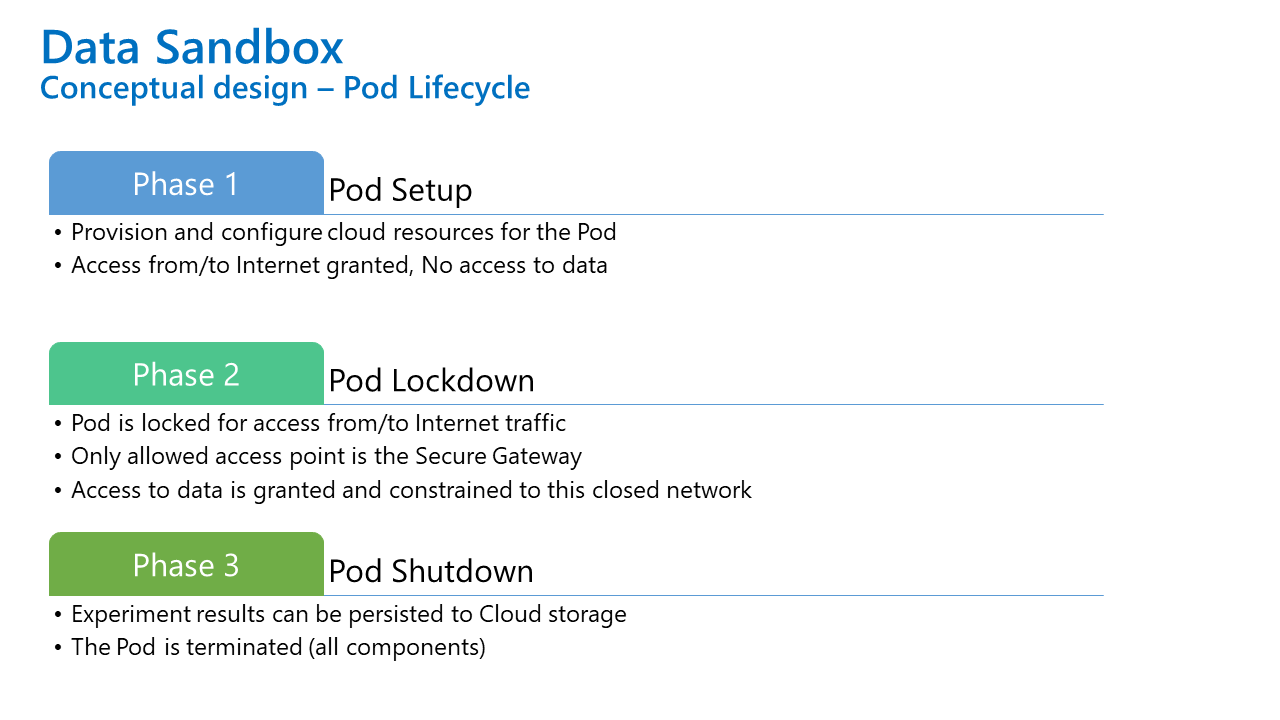 Data Sandbox
Conceptual design – Pod Lifecycle
Phase 1
Pod Setup
• Provision and configure cloud resources for the Pod
• Access from/to Internet granted, No access to data
Phase 2
Pod Lockdown
• Pod is locked for access from/to Internet traffic
• Only allowed access point is the Secure Gateway
• Access to data is granted and constrained to this closed network
Phase 3
Pod Shutdown
• Experiment results can be persisted to Cloud storage
• The Pod is terminated (all components)